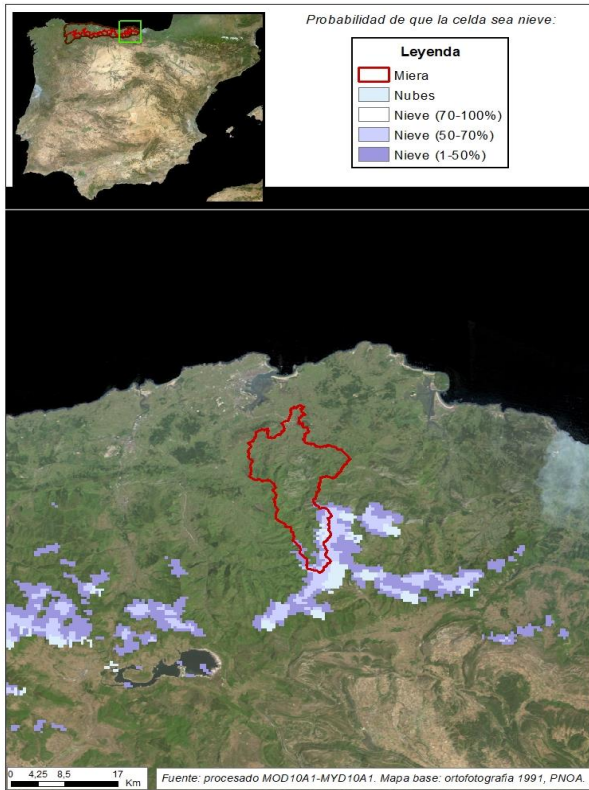 Probabilidad de que la celda sea nieve:
Leyenda
Miera
Nubes
Nieve (70-100%)
Nieve (50-70%)
Nieve (1-50%)
0 4,25 8,5 17
Km
Fuente: procesado MOD10A1-MYD10A1. Mapa base: ortofotografia 1991, PNOA.